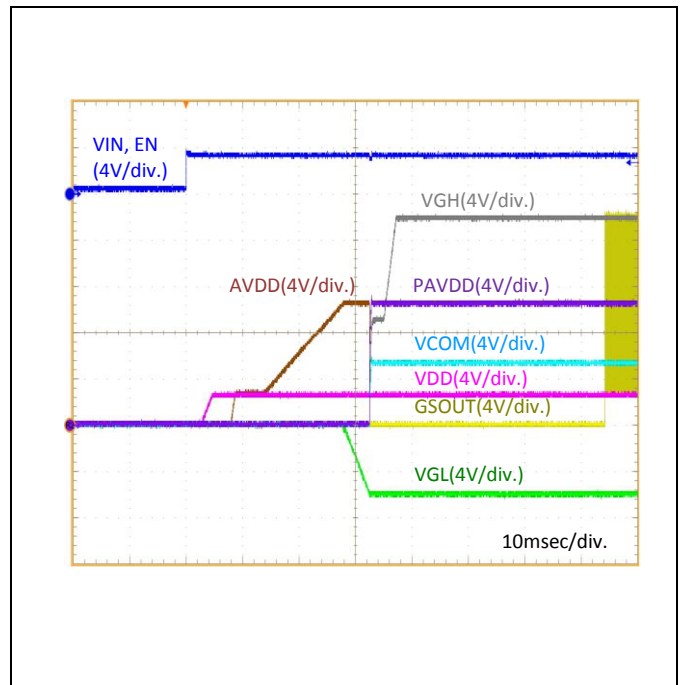 VIN, EN
(4V/div.)
VGH(4V/div.)
AVDD(4V/div.)
PAVDD(4V/div.)
VCOM(4V/div.)
VDD(4V/div.)
GSOUT(4V/div.)
VGL(4V/div.)
10msec/div.